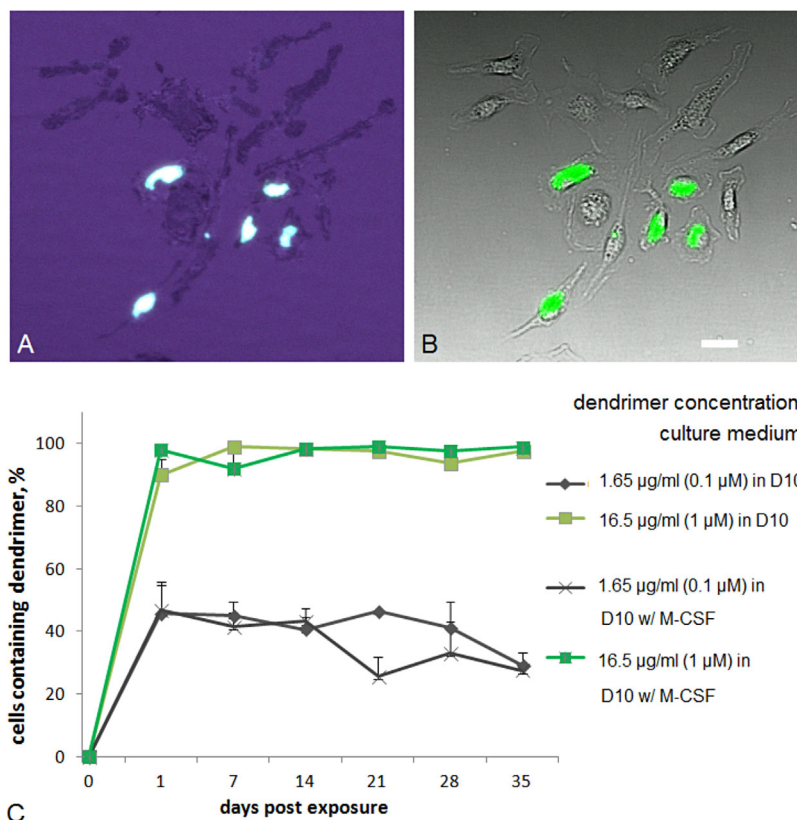 A
B
dendrimer concentration
culture medium
100
80
60
40
20
0
cells containing dendrimer, %
1.65 µg/ml (0.1 µM) in D10
16.5 µg/ml (1 µM) in D10
1.65 µg/ml (0.1 µM) in
D10 w/ M-CSF
16.5 µg/ml (1 µM) in
D10 w/ M-CSF
0 1 7 14 21 28 35
days post exposure
C